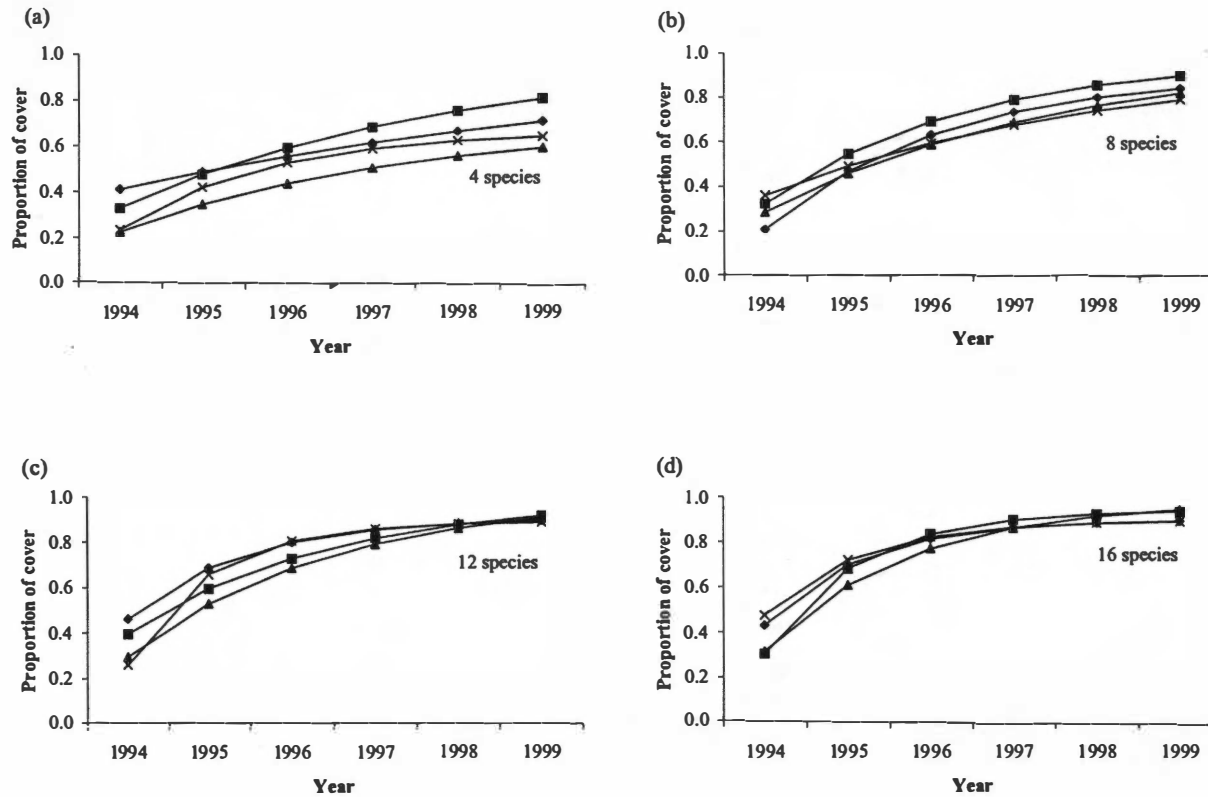 (a)
Proportion of cover
1.0
0.8
0.6
0.4
0.2
0.0
4 species
1994 1995 1996 1997 1998 1999
Year
(b)
Proportion of cover
1.0
0.8
0.6
0.4
0.2
0.0
8 species
1994 1995 1996 1997 1998 1999
Year
(c)
Proportion of cover
1.0
0.8
0.6
0.4
0.2
0.0
12 species
1994 1995 1996 1997 1998 1999
Year
(d)
Proportion of cover
1.0
0.8
0.6
0.4
0.2
0.0
16 species
1994 1995 1996 1997 1998 1999
Year